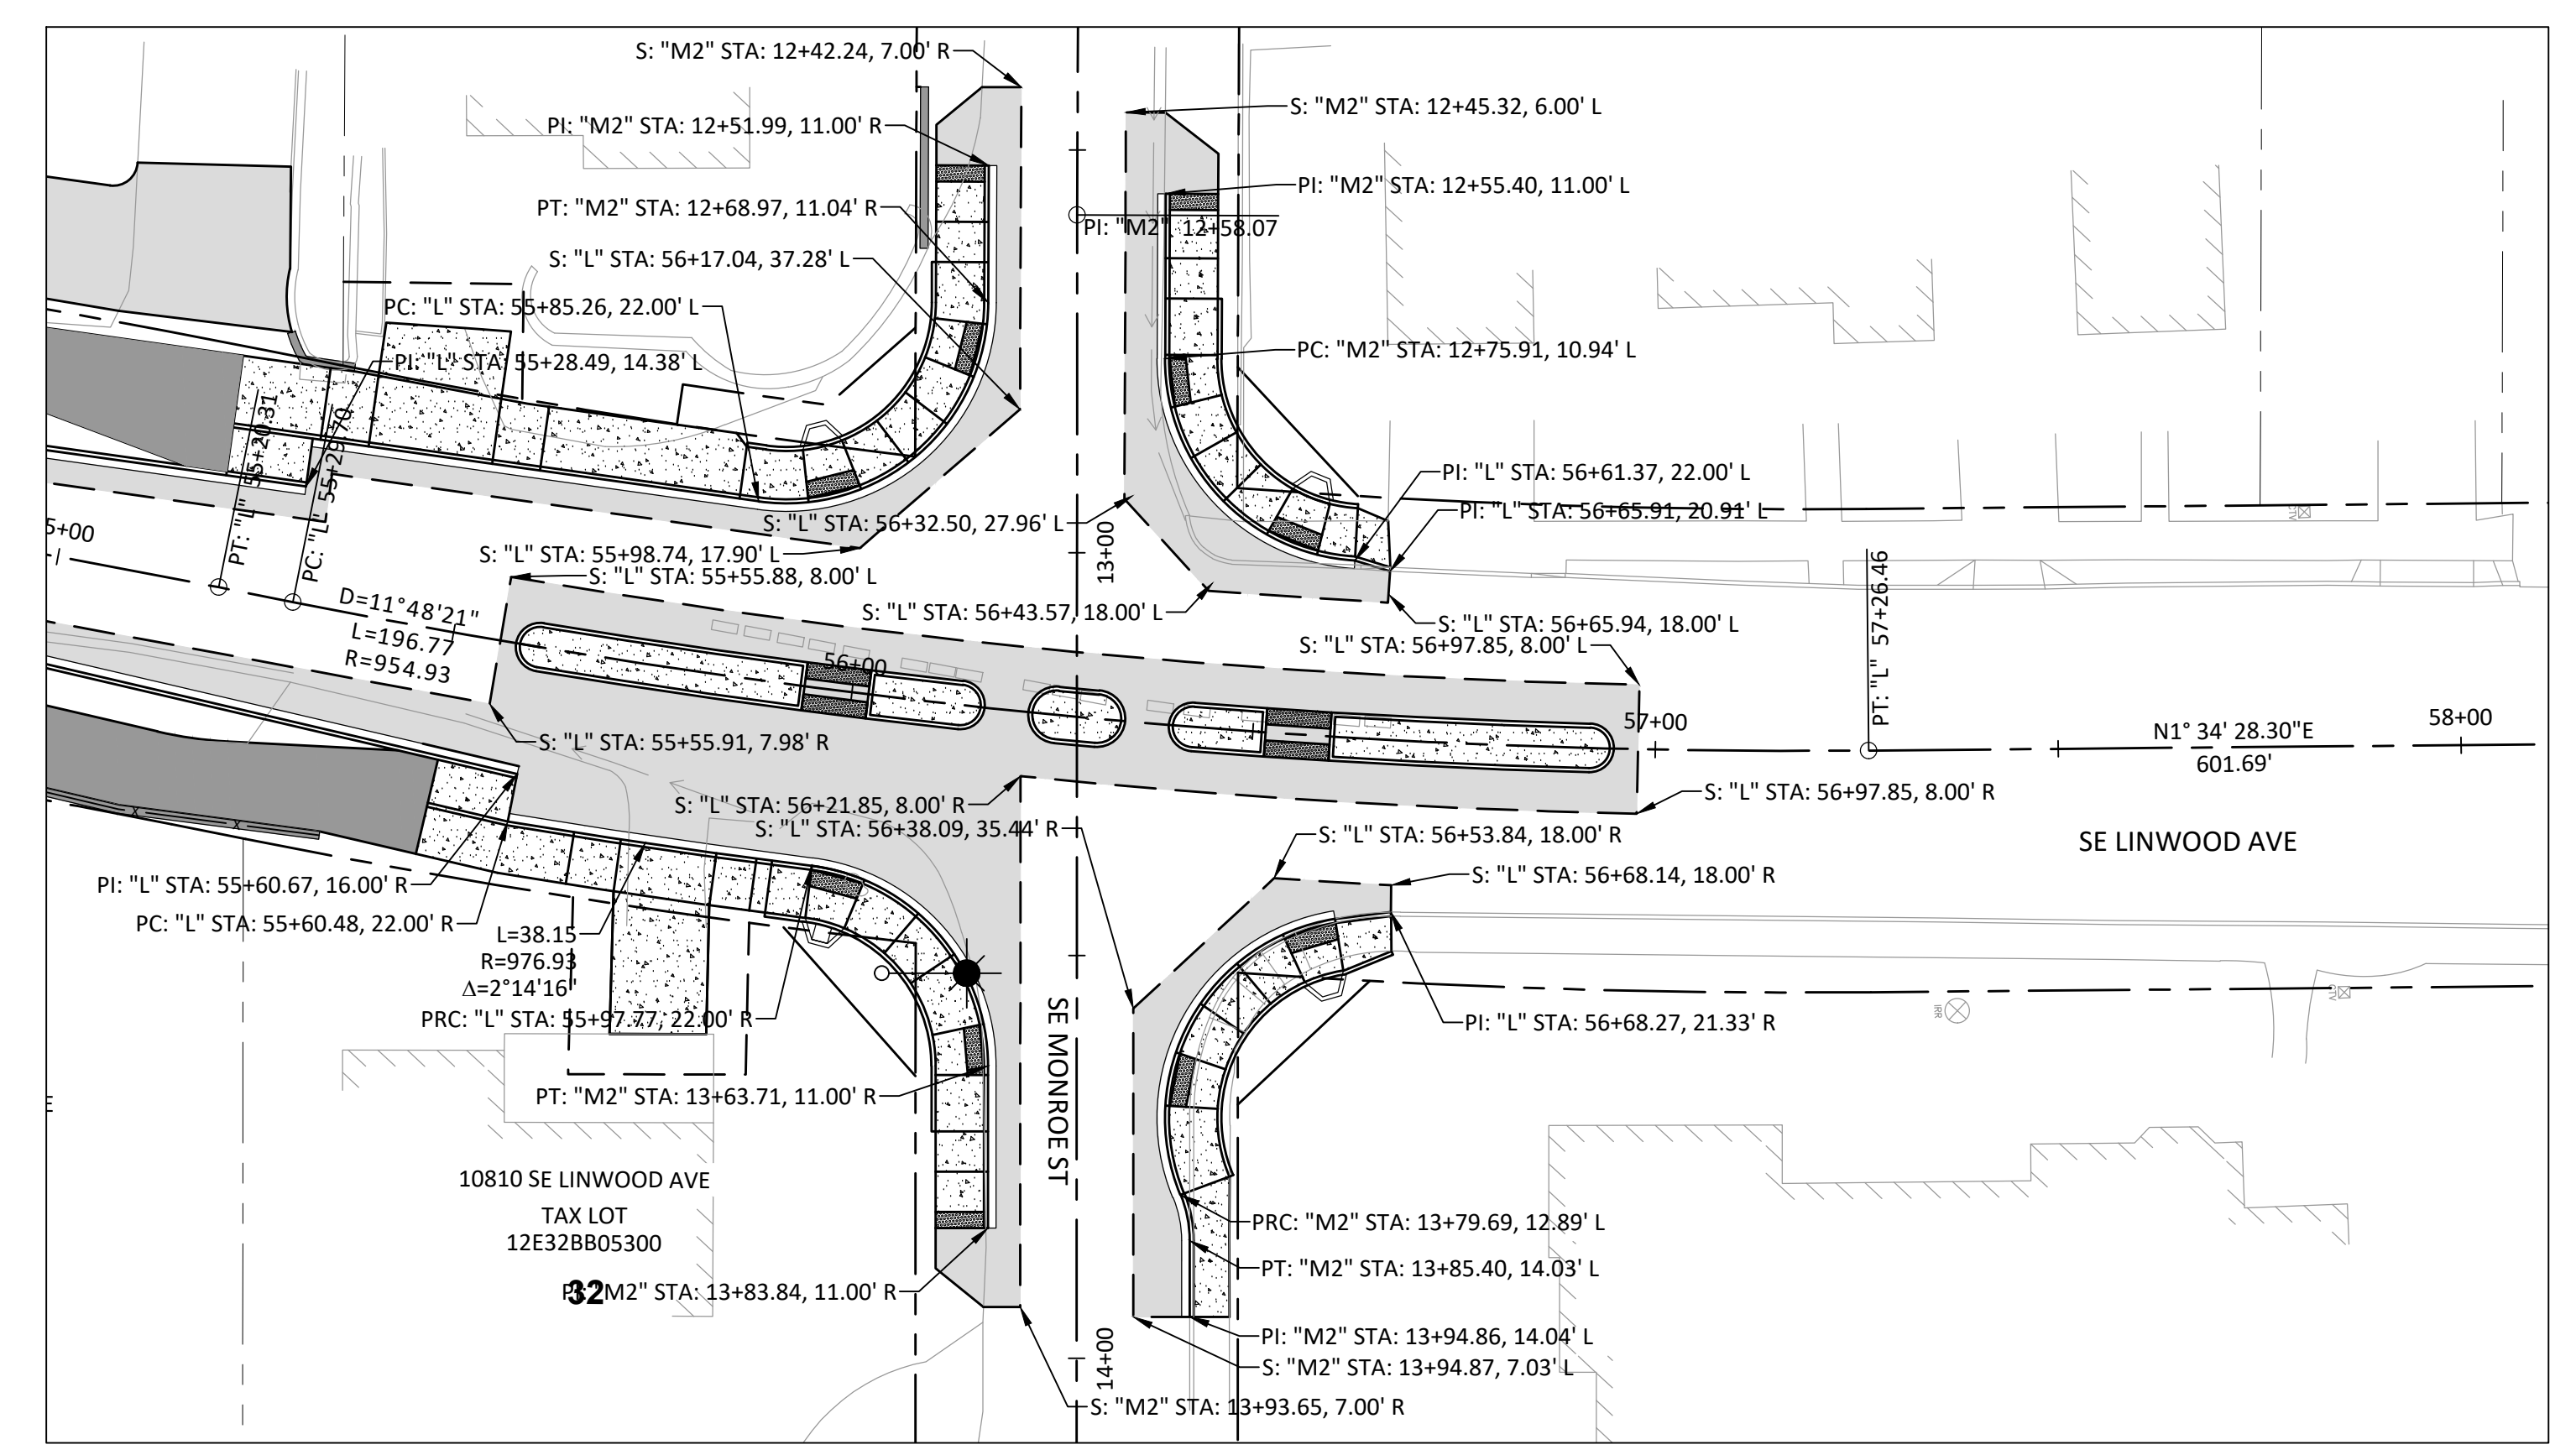 S: "M2" STA: 12+42.24, 7.00' R
S: "M2" STA: 12+45.32, 6.00' L
PI: "M2" STA: 12+51.99, 11.00' R
PI: "M2" STA: 12+55.40, 11.00' L
PT: "M2" STA: 12+68.97, 11.04' R
PI: "M2" 12+58.07
S: "L" STA: 56+17.04, 37.28' L
PC: "L" STA: 55+85.26, 22.00' L
PC: "M2" STA: 12+75.91, 10.94' L
PI: "L" STA: 55+28.49, 14.38' L
PT: "L" 55+20.31
PC: "L" 55+29.70
PI: "L" STA: 56+61.37, 22.00' L
PI: "L" STA: 56+65.91, 20.91' L
CTV
S: "L" STA: 56+32.50, 27.96' L
5+00
13+00
S: "L" STA: 55+98.74, 17.90' L
S: "L" STA: 55+55.88, 8.00' L
D=11°48'21"
L=196.77
R=954.93
S: "L" STA: 56+43.57, 18.00' L
S: "L" STA: 56+65.94, 18.00' L
S: "L" STA: 56+97.85, 8.00' L
PT: "L" 57+26.46
56+00
57+00
58+00
N1° 34' 28.30"E
601.69'
S: "L" STA: 55+55.91, 7.98' R
S: "L" STA: 56+21.85, 8.00' R
S: "L" STA: 56+97.85, 8.00' R
S: "L" STA: 56+38.09, 35.44' R
S: "L" STA: 56+53.84, 18.00' R
SE LINWOOD AVE
X
X
S: "L" STA: 56+68.14, 18.00' R
PI: "L" STA: 55+60.67, 16.00' R
PC: "L" STA: 55+60.48, 22.00' R
L=38.15
R=976.93
Δ=2°14'16"
CTV
IRR
PRC: "L" STA: 55+97.77, 22.00' R
PI: "L" STA: 56+68.27, 21.33' R
SE MONROE ST
E
PT: "M2" STA: 13+63.71, 11.00' R
10810 SE LINWOOD AVE
TAX LOT
12E32BB05300
32
PRC: "M2" STA: 13+79.69, 12.89' L
PT: "M2" STA: 13+85.40, 14.03' L
PI: "M2" STA: 13+83.84, 11.00' R
PI: "M2" STA: 13+94.86, 14.04' L
14+00
S: "M2" STA: 13+94.87, 7.03' L
S: "M2" STA: 13+93.65, 7.00' R